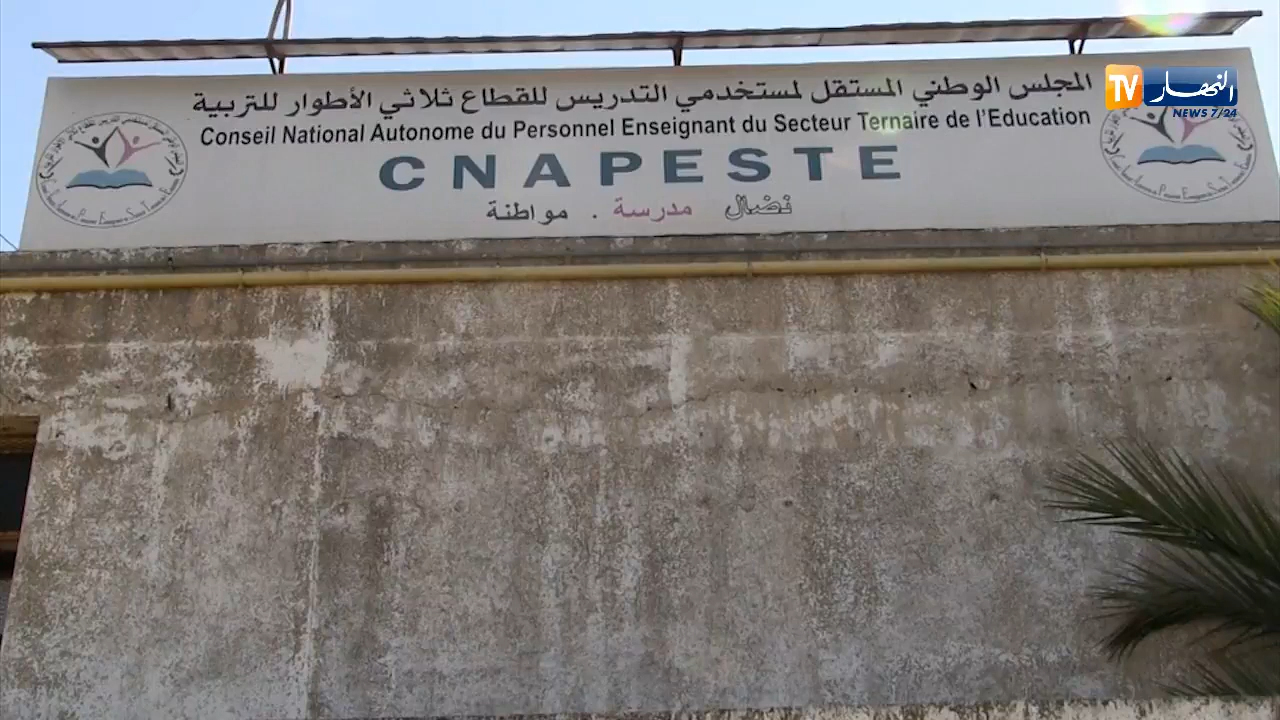 المجلس الوطني المستقل لمستخدمي التدريس للقطاع ثلاثي الأطوار للتربية
Conseil National Autonome du Personnel Enseignant du Secteur Ternaire de l'Education
CNAPESTE
نضال مدرسة . مواطنة
النهار TV
NEWS 7/24